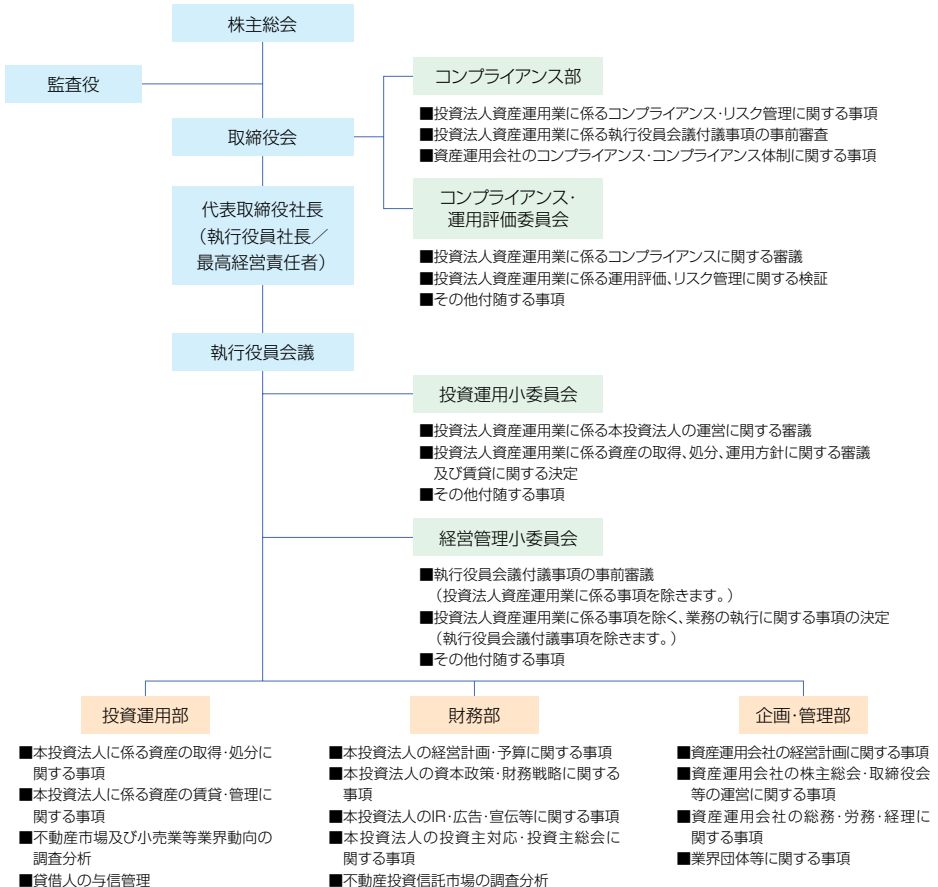 株主総会
監査役
取締役会
代表取締役社長
（執行役員社長／
最高経営責任者）
執行役員会議
コンプライアンス部
■投資法人資産運用業に係るコンプライアンス・リスク管理に関する事項
■投資法人資産運用業に係る執行役員会議付議事項の事前審査
■資産運用会社のコンプライアンス・コンプライアンス体制に関する事項
コンプライアンス・
運用評価委員会
■投資法人資産運用業に係るコンプライアンスに関する審議
■投資法人資産運用業に係る運用評価、リスク管理に関する検証
■その他付随する事項
投資運用小委員会
■投資法人資産運用業に係る本投資法人の運営に関する審議
■投資法人資産運用業に係る資産の取得、処分、運用方針に関する審議
及び賃貸に関する決定
■その他付随する事項
経営管理小委員会
■執行役員会議付議事項の事前審議
（投資法人資産運用業に係る事項を除きます。）
■投資法人資産運用業に係る事項を除く、業務の執行に関する事項の決定
（執行役員会議付議事項を除きます。）
■その他付随する事項
投資運用部
■本投資法人に係る資産の取得・処分に
関する事項
■本投資法人に係る資産の賃貸・管理に
関する事項
■不動産市場及び小売業等業界動向の
調査分析
■賃借人の与信管理
財務部
■本投資法人の経営計画・予算に関する事項
■本投資法人の資本政策・財務戦略に関する
事項
■本投資法人のIR・広告・宣伝等に関する事項
■本投資法人の投資主対応・投資主総会に
関する事項
■不動産投資信託市場の調査分析
企画・管理部
■資産運用会社の経営計画に関する事項
■資産運用会社の株主総会・取締役会
等の運営に関する事項
■資産運用会社の総務・労務・経理に
関する事項
■業界団体等に関する事項